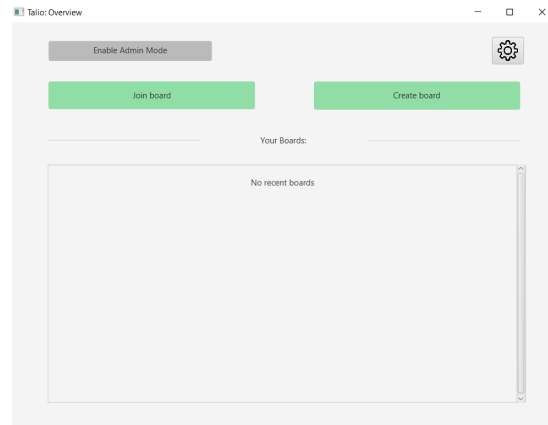 Talio: Overview
Enable Admin Mode
Join board
Create board
Your Boards:
No recent boards